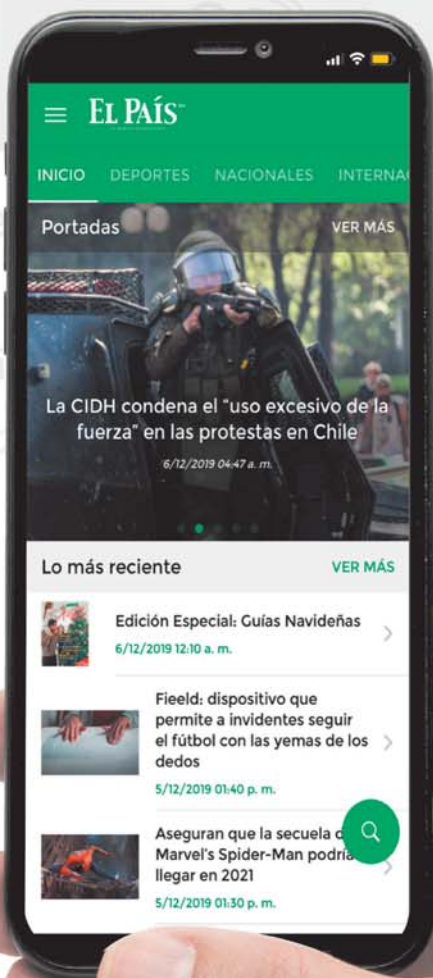 EL PAÍS
INICIO DEPORTES NACIONALES INTERNA
Portadas VER MÁS
La CIDH condena el "uso excesivo de la
fuerza" en las protestas en Chile
6/12/2019 04:47 a. m.
Lo más reciente VER MÁS
Edición Especial: Guías Navideñas
6/12/2019 12:10 a. m.
Fieeld: dispositivo que
permite a invidentes seguir
el fútbol con las yemas de los
dedos
5/12/2019 01:40 p. m.
Aseguran que la secuela d
Marvel's Spider-Man podría
llegar en 2021
5/12/2019 01:30 p. m.